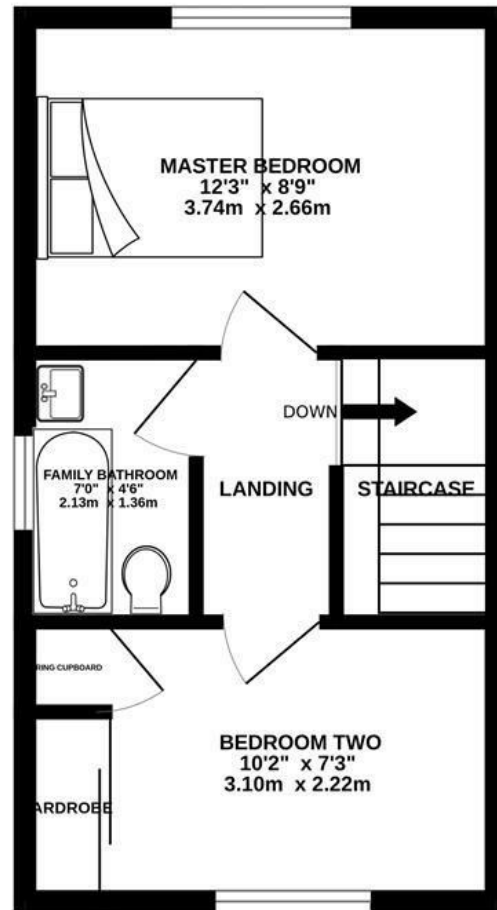 MASTER BEDROOM
12'3" x 8'9"
3.74m x 2.66m
DOWN
FAMILY BATHROOM
7'0" x 4'6"
2.13m x 1.36m
LANDING
STAIRCASE
RING CUPBOARD
BEDROOM TWO
10'2" x 7'3"
3.10m x 2.22m
ARDROBE